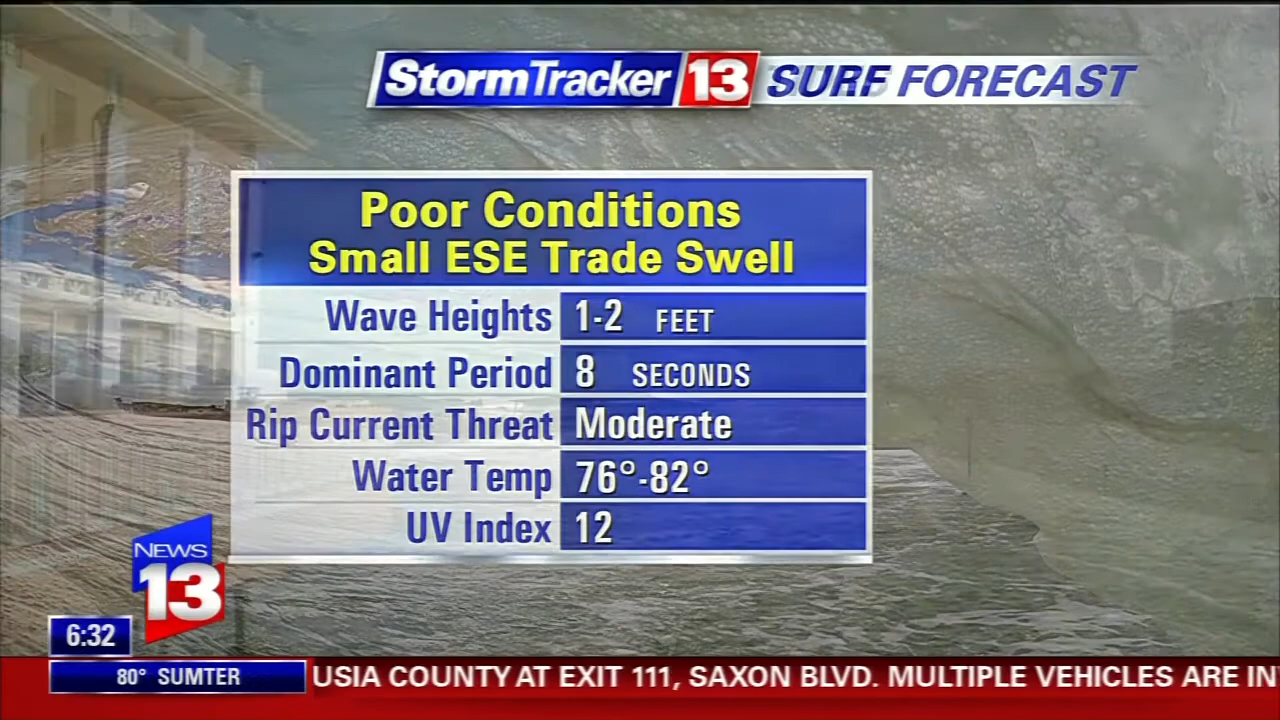 StormTracker 13 SURF FORECAST
Poor Conditions
Small ESE Trade Swell
Wave Heights 1-2 FEET
Dominant Period 8 SECONDS
Rip Current Threat Moderate
Water Temp 76°-82°
UV Index 12
NEWS
13
6:32
80° SUMTER USIA COUNTY AT EXIT 111, SAXON BLVD. MULTIPLE VEHICLES ARE IN